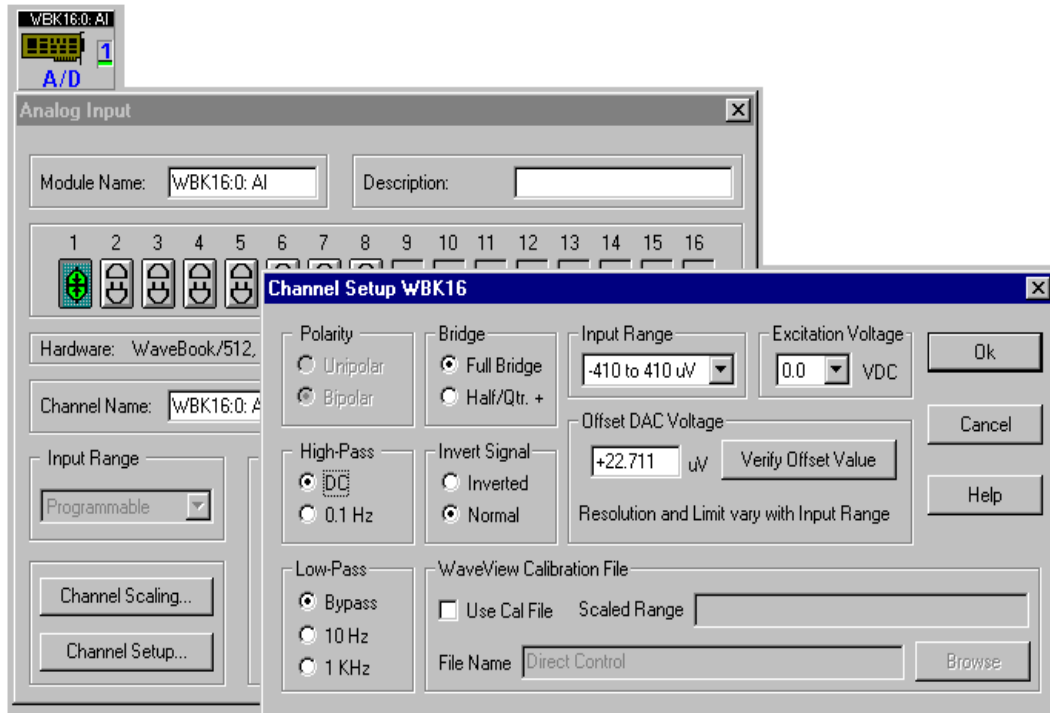 WBK16:0: AI
1
A/D
Analog Input
Module Name: WBK16:0: AI Description:
1 2 3 4 5 6 7 8 9 10 11 12 13 14 15 16
Hardware: WaveBook/512,
Channel Name: WBK16:0: A
Input Range
Programmable
Channel Scaling...
Channel Setup...
Channel Setup WBK16
Polarity
Unipolar
Bipolar
Bridge
Full Bridge
Half/Qtr. +
Input Range
-410 to 410 uV
Excitation Voltage
0.0 VDC
Ok
Cancel
Help
High-Pass
DC
0.1 Hz
Invert Signal
Inverted
Normal
Offset DAC Voltage
+22.711 uV Verify Offset Value
Resolution and Limit vary with Input Range
Low-Pass
Bypass
10 Hz
1 KHz
WaveView Calibration File
Use Cal File Scaled Range
File Name Direct Control Browse